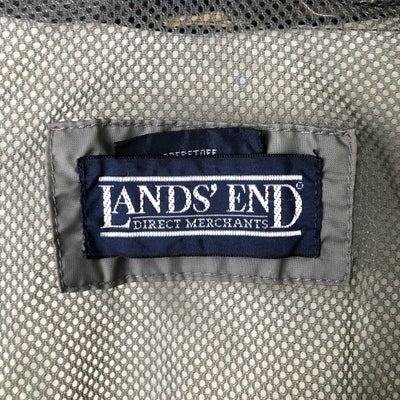 LANDS' END®
DIRECT MERCHANTS